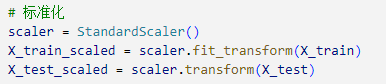 # 标准化
scaler = StandardScaler()
X_train_scaled = scaler.fit_transform(X_train)
X_test_scaled = scaler.transform(X_test)